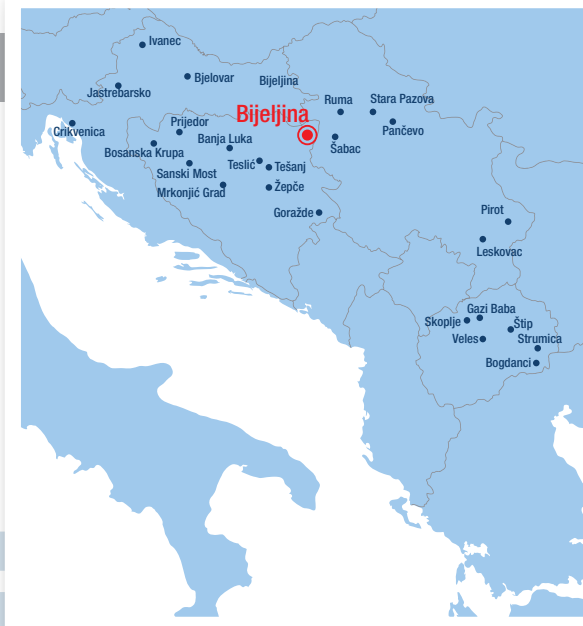 Ivanec
Bjelovar
Bijeljina
Jastrebarsko
Ruma
Stara Pazova
Bijeljina
Crikvenica
Prijedor
Pančevo
Banja Luka
Šabac
Bosanska Krupa
Teslić
Tešanj
Sanski Most
Žepče
Mrkonjić Grad
Goražde
Pirot
Leskovac
Gazi Baba
Skoplje
Štip
Veles
Strumica
Bogdanci